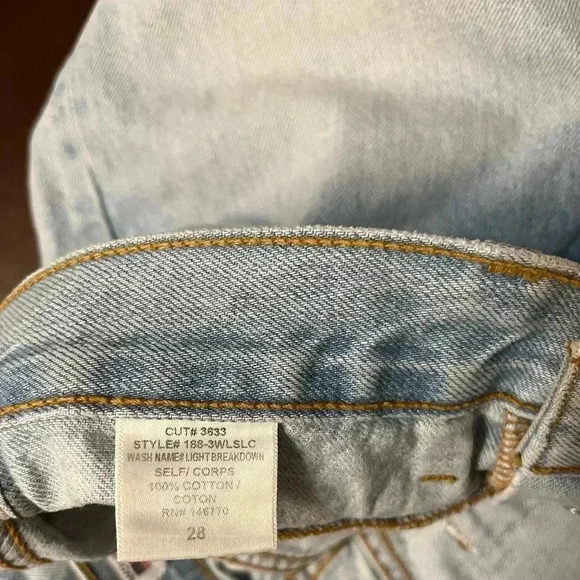 CUT# 3633
STYLE# 188-3WLSLC
WASH NAME# LIGHT BREAKDOWN
SELF/ CORPS
100% COTTON /
COTON
RN# 146770
28